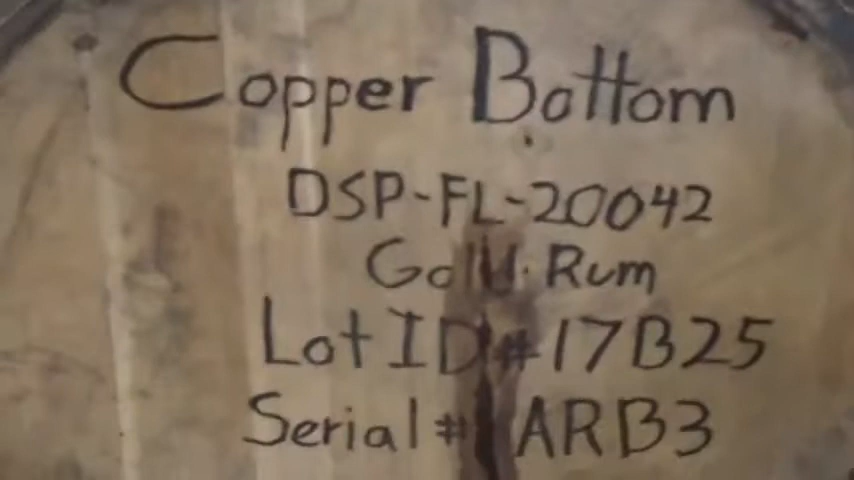 Copper Bottom
DSP-FL-20042
Gold Rum
Lot ID #17B25
Serial # ARB3